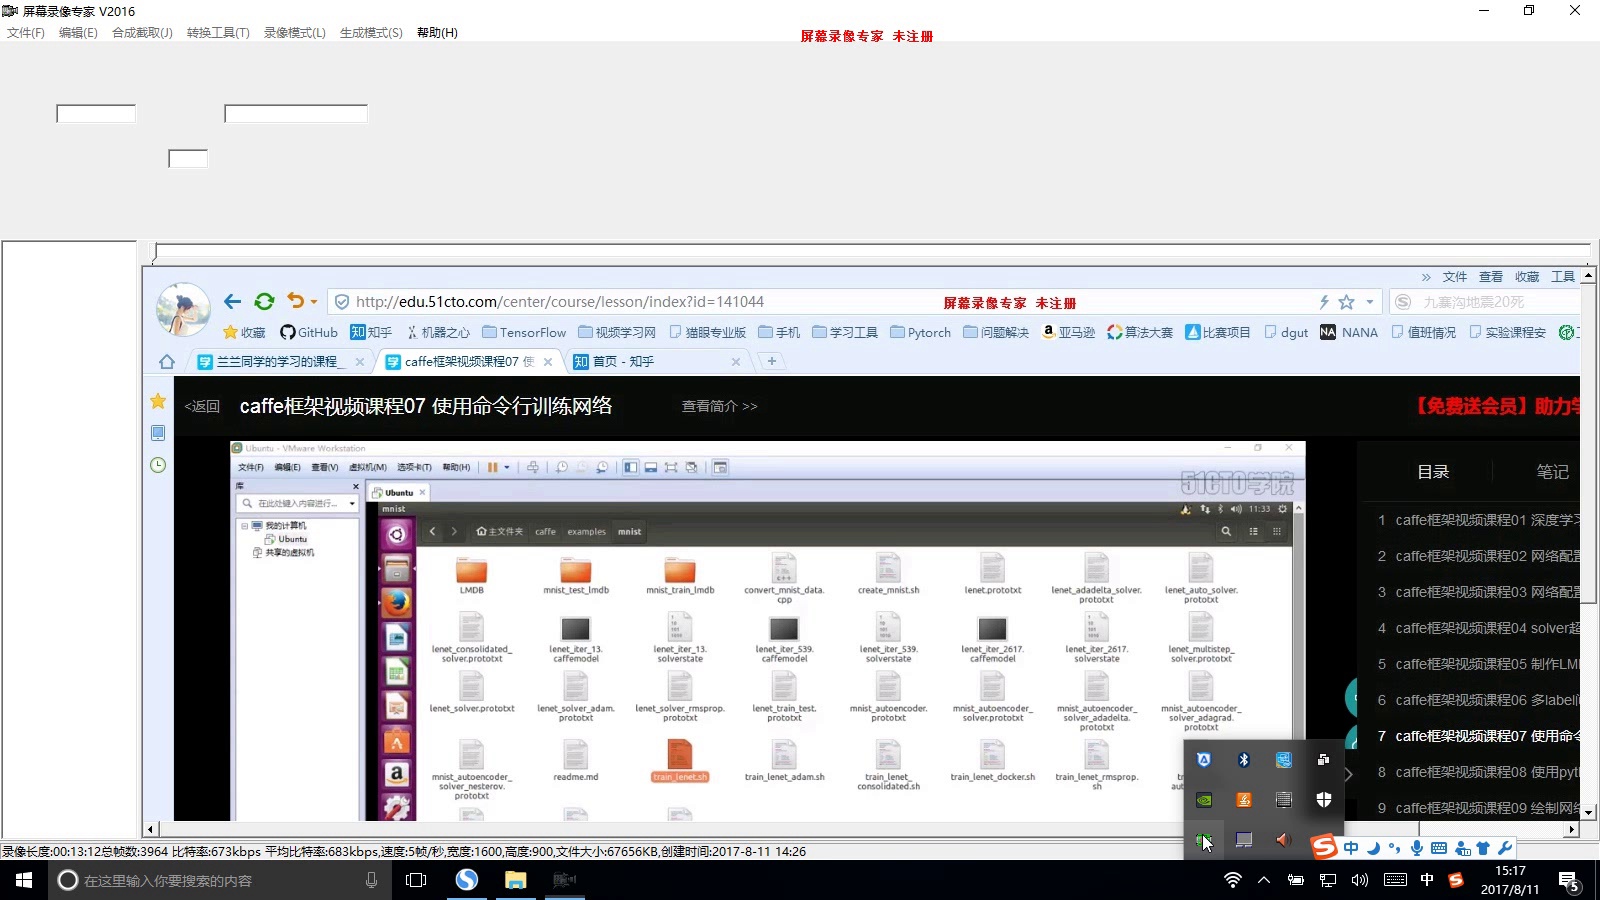 屏幕录像专家 V2016
文件(F) 编辑(E) 合成截取(J) 转换工具(T) 录像模式(L) 生成模式(S) 帮助(H)
屏幕录像专家 未注册
» 文件 查看 收藏 工具
http://edu.51cto.com/center/course/lesson/index?id=141044
屏幕录像专家 未注册
九寨沟地震20死
收藏 GitHub 知乎 机器之心 TensorFlow 视频学习网 猫眼专业版 手机 学习工具 Pytorch 问题解决 亚马逊 算法大赛 比赛项目 dgut NANA 值班情况 实验课程安
兰兰同学的学习的课程_ caffe框架视频课程07 使 首页 - 知乎
<返回 caffe框架视频课程07 使用命令行训练网络 查看简介 >>
【免费送会员】助力学
Ubuntu - VMware Workstation
文件(F) 编辑(E) 查看(V) 虚拟机(M) 选项卡(T) 帮助(H)
51CTO学院
目录 笔记
库
Ubuntu
在此处键入内容进行...
mnist 11:33
我的计算机
Ubuntu
共享的虚拟机
主文件夹 caffe examples mnist
LMDB mnist_test_lmdb mnist_train_lmdb convert_mnist_data.cpp create_mnist.sh lenet.prototxt lenet_adadelta_solver.prototxt lenet_auto_solver.prototxt
lenet_consolidated_solver.prototxt lenet_iter_13.caffemodel lenet_iter_13.solverstate lenet_iter_539.caffemodel lenet_iter_539.solverstate lenet_iter_2617.caffemodel lenet_iter_2617.solverstate lenet_multistep_solver.prototxt
lenet_solver.prototxt lenet_solver_adam.prototxt lenet_solver_rmsprop.prototxt lenet_train_test.prototxt mnist_autoencoder.prototxt mnist_autoencoder_solver.prototxt mnist_autoencoder_solver_adadelta.prototxt mnist_autoencoder_solver_adagrad.prototxt
mnist_autoencoder_solver_nesterov.prototxt readme.md train_lenet.sh train_lenet_adam.sh train_lenet_consolidated.sh train_lenet_docker.sh train_lenet_rmsprop.sh
1 caffe框架视频课程01 深度学习
2 caffe框架视频课程02 网络配置
3 caffe框架视频课程03 网络配置
4 caffe框架视频课程04 solver超
5 caffe框架视频课程05 制作LM
6 caffe框架视频课程06 多label
7 caffe框架视频课程07 使用命令
8 caffe框架视频课程08 使用pyt
9 caffe框架视频课程09 绘制网络
录像长度:00:13:12总帧数:3964 比特率:673kbps 平均比特率:683kbps,速度:5帧/秒,宽度:1600,高度:900,文件大小:67656KB,创建时间:2017-8-11 14:26
中
在这里输入你要搜索的内容
中
15:17
2017/8/11
5